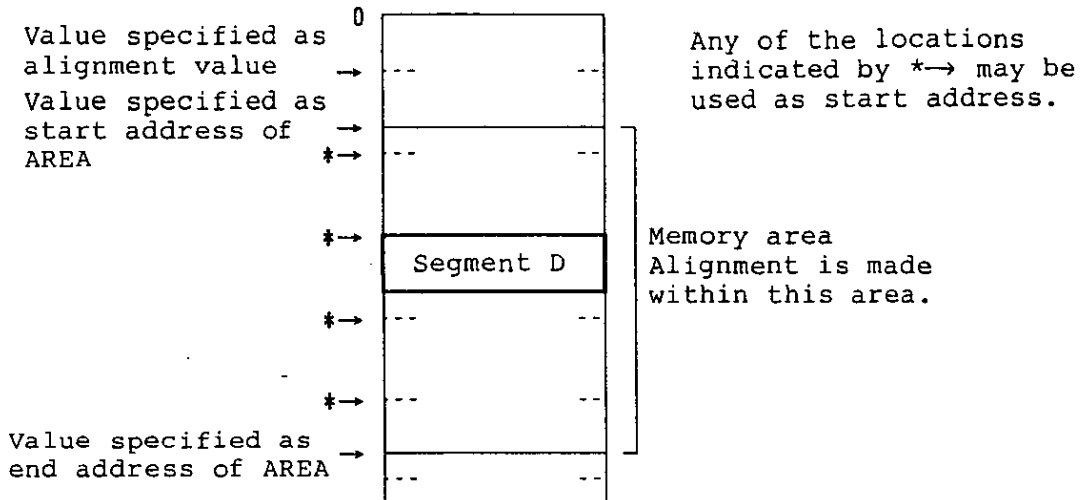 0
Value specified as
alignment value →
Value specified as
start address of →
AREA
*→
*→
Segment D
*→
*→
Value specified as
end address of AREA →
Any of the locations
indicated by *→ may be
used as start address.
Memory area
Alignment is made
within this area.